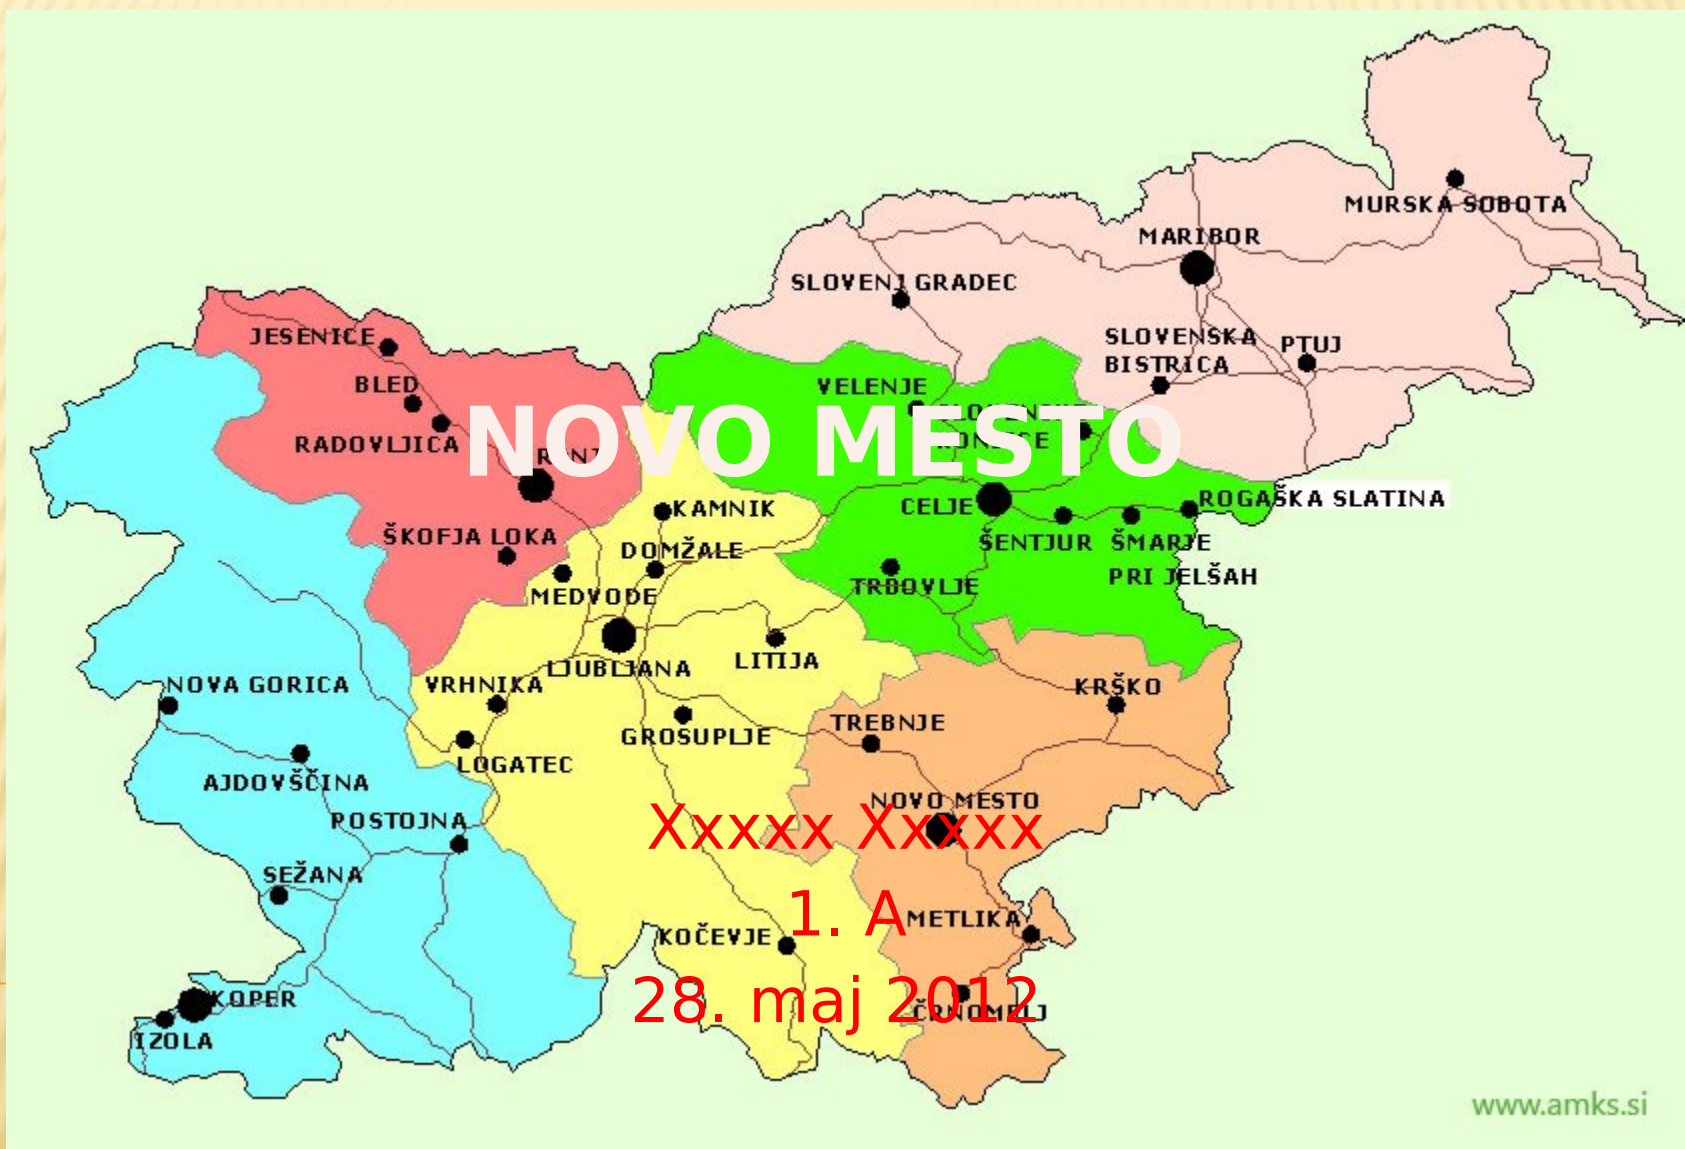 MURSKA SOBOTA
MARIBOR
SLOVENJ GRADEC
JESENICE
SLOVENSKA
BISTRICA
PTUJ
BLED
VELENJE
NOVO MESTO
RADOVLJICA
CELJE
ROGAŠKA SLATINA
KAMNIK
ŠKOFJA LOKA
DOMŽALE
ŠENTJUR
ŠMARJE
PRI JELŠAH
TRBOVLJE
MEDVODE
LJUBLJANA
LITIJA
NOVA GORICA
VRHNIKA
KRŠKO
TREBNJE
GROSUPLJE
LOGATEC
AJDOVŠČINA
NOVO MESTO
POSTOJNA
Xxxxx Xxxxx
SEŽANA
1. A
METLIKA
KOČEVJE
28. maj 2012
KOPER
ČRNOMELJ
IZOLA
www.amks.si